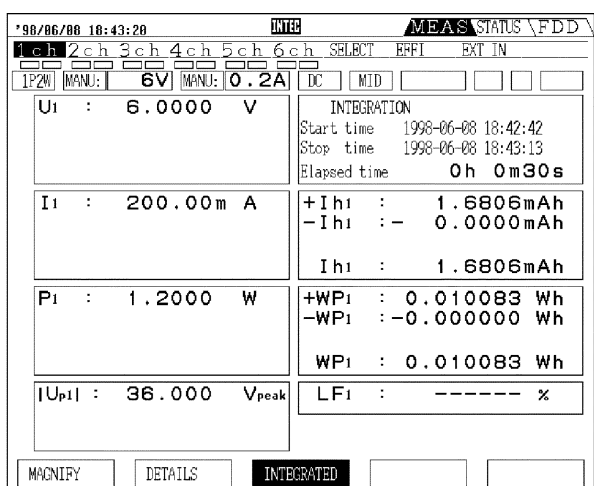 '98/06/08 18:43:20 INTEG MEAS STATUS FDD
1ch 2ch 3ch 4ch 5ch 6ch SELECT EFFI EXT IN
1P2W MANU: 6V MANU: 0.2A DC MID
U1 : 6.0000 V
INTEGRATION
Start time 1998-06-08 18:42:42
Stop time 1998-06-08 18:43:13
Elapsed time 0h 0m30s
I1 : 200.00m A
+Ih1 : 1.6806mAh
-Ih1 :- 0.0000mAh
Ih1 : 1.6806mAh
P1 : 1.2000 W
+WP1 : 0.010083 Wh
-WP1 :-0.000000 Wh
WP1 : 0.010083 Wh
|Up1| : 36.000 Vpeak
LF1 : ------ %
MAGNIFY DETAILS INTEGRATED